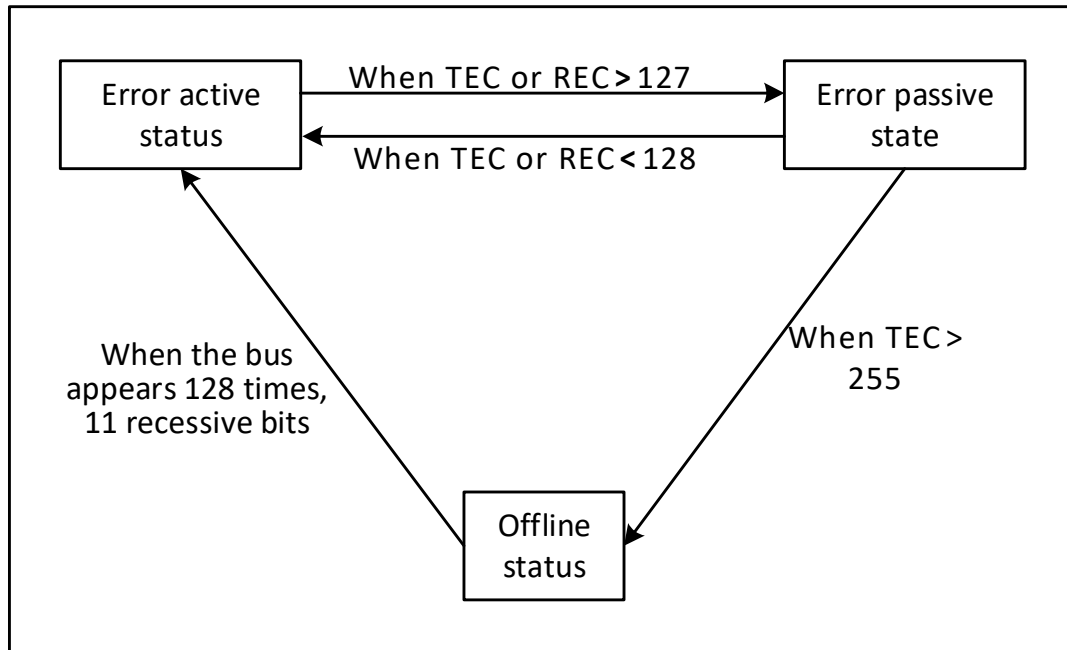 Error active
status
When TEC or REC > 127
When TEC or REC < 128
Error passive
state
When the bus
appears 128 times,
11 recessive bits
When TEC >
255
Offline
status